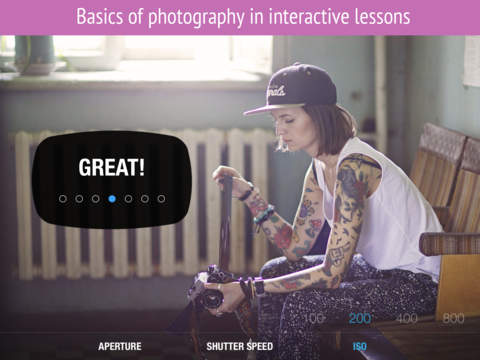 Basics of photography in interactive lessons
GREAT!
100 200 400 800
APERTURE SHUTTER SPEED ISO